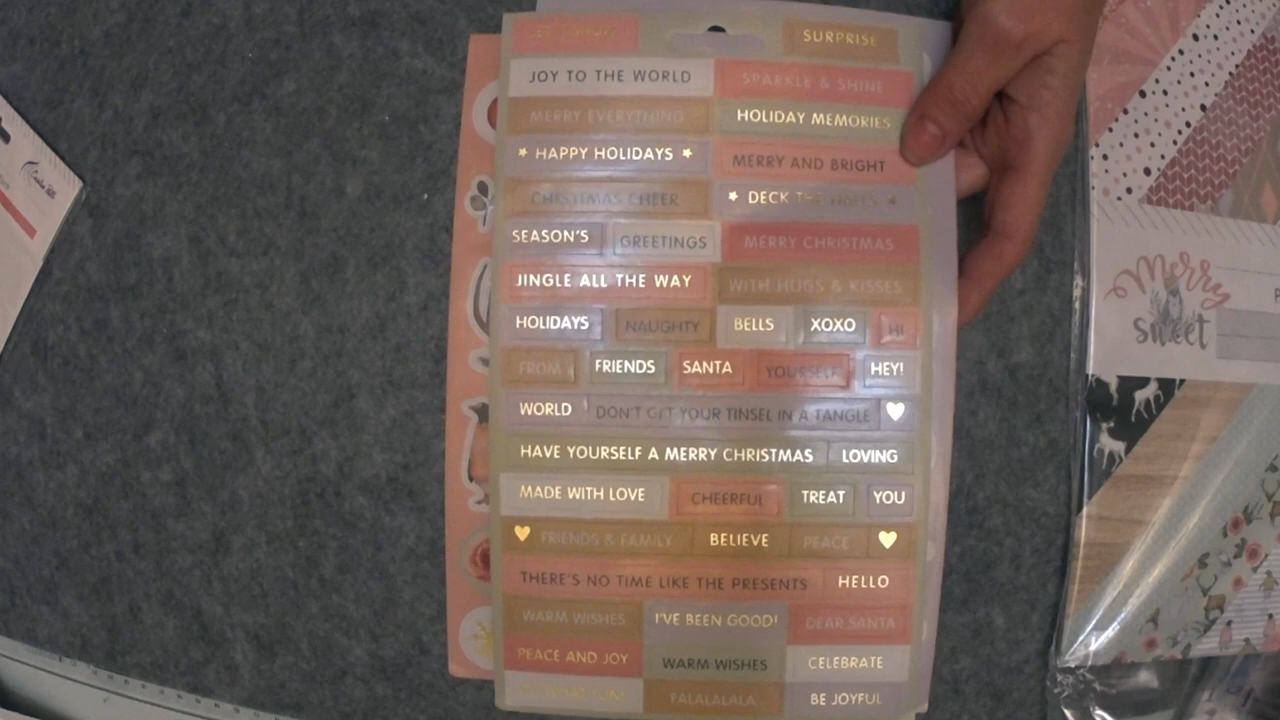 SURPRISE
JOY TO THE WORLD SPARKLE & SHINE
MERRY EVERYTHING HOLIDAY MEMORIES
HAPPY HOLIDAYS MERRY AND BRIGHT
CHRISTMAS CHEER DECK THE HALLS
SEASON'S GREETINGS MERRY CHRISTMAS
JINGLE ALL THE WAY WITH HUGS & KISSES
HOLIDAYS NAUGHTY BELLS XOXO HI
FROM FRIENDS SANTA YOURSELF HEY!
WORLD DON'T GET YOUR TINSEL IN A TANGLE
HAVE YOURSELF A MERRY CHRISTMAS LOVING
MADE WITH LOVE CHEERFUL TREAT YOU
FRIENDS & FAMILY BELIEVE PEACE
THERE'S NO TIME LIKE THE PRESENTS HELLO
WARM WISHES I'VE BEEN GOOD! DEAR SANTA
PEACE AND JOY WARM WISHES CELEBRATE
FALALALALA BE JOYFUL
Merry
sweet